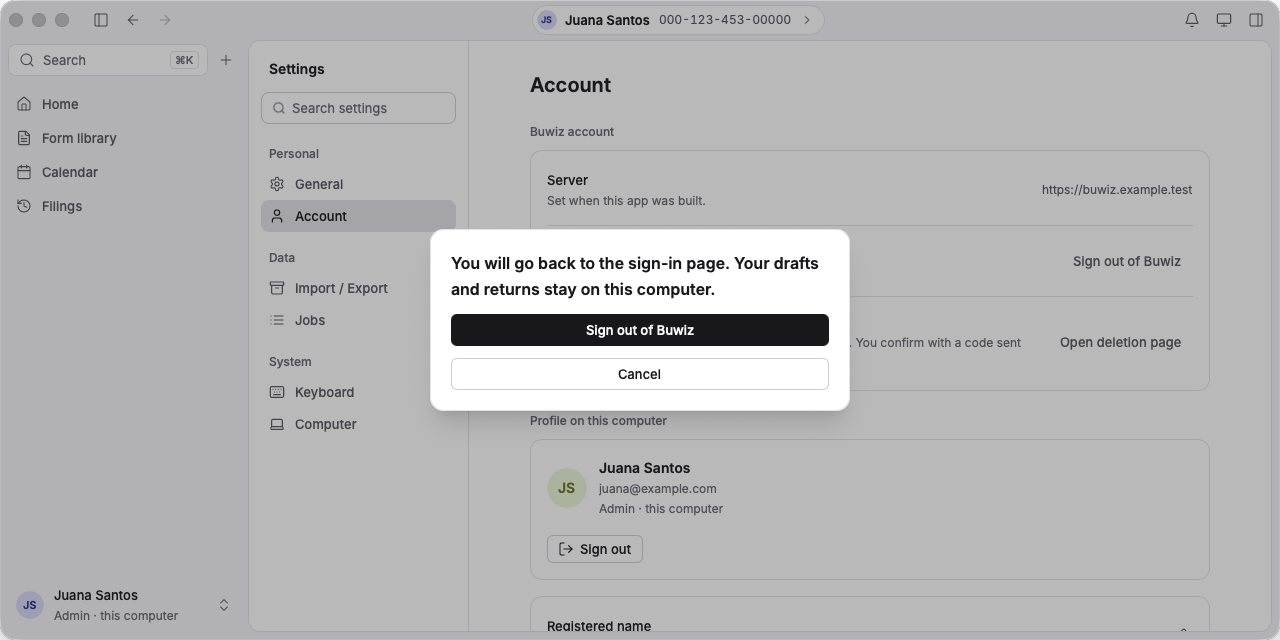 JS Juana Santos 000-123-453-00000
Search ⌘K
Home
Form library
Calendar
Filings
JS Juana Santos
Admin · this computer
Settings
Search settings
Personal
General
Account
Data
Import / Export
Jobs
System
Keyboard
Computer
Account
Buwiz account
Server
Set when this app was built.
https://buwiz.example.test
Sign out of Buwiz
. You confirm with a code sent
Open deletion page
You will go back to the sign-in page. Your drafts
and returns stay on this computer.
Sign out of Buwiz
Cancel
Profile on this computer
JS
Juana Santos
juana@example.com
Admin · this computer
Sign out
Registered name